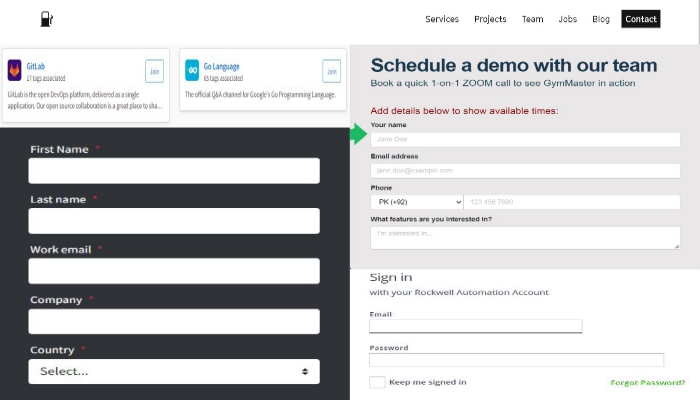 Services Projects Team Jobs Blog Contact
GitLab
17 tags associated
Join
GitLab is the open DevOps platform, delivered as a single
application. Our open source collaboration is a great place to sha...
Go Language
65 tags associated
Join
The official Q&A channel for Google's Go Programming Language.
First Name *
Last name *
Work email *
Company *
Country *
Select...
Schedule a demo with our team
Book a quick 1-on-1 ZOOM call to see GymMaster in action
Add details below to show available times:
Your name
Jane Doe
Email address
jane.doe@example.com
Phone
PK (+92) 123 456 7890
What features are you interested in?
I'm interested in...
Sign in
with your Rockwell Automation Account
Email
Password
Keep me signed in Forgot Password?